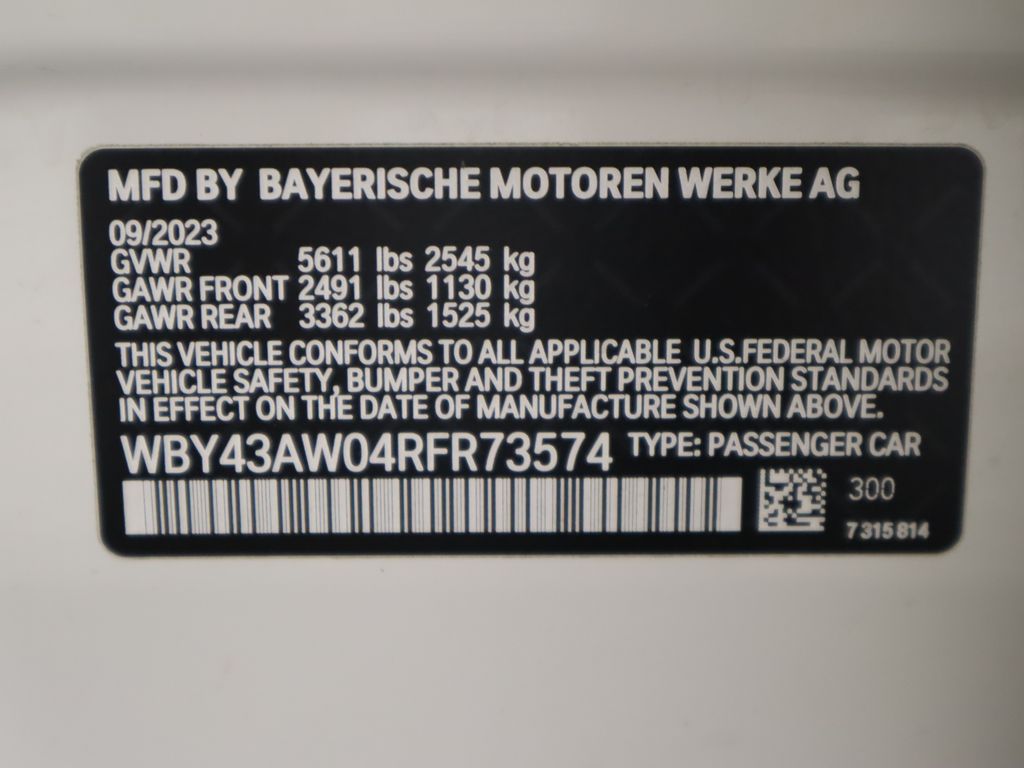 MFD BY BAYERISCHE MOTOREN WERKE AG
09/2023
GVWR 5611 lbs 2545 kg
GAWR FRONT 2491 lbs 1130 kg
GAWR REAR 3362 lbs 1525 kg
THIS VEHICLE CONFORMS TO ALL APPLICABLE U.S.FEDERAL MOTOR
VEHICLE SAFETY, BUMPER AND THEFT PREVENTION STANDARDS
IN EFFECT ON THE DATE OF MANUFACTURE SHOWN ABOVE.
WBY43AW04RFR73574 TYPE: PASSENGER CAR
300
7 315 814